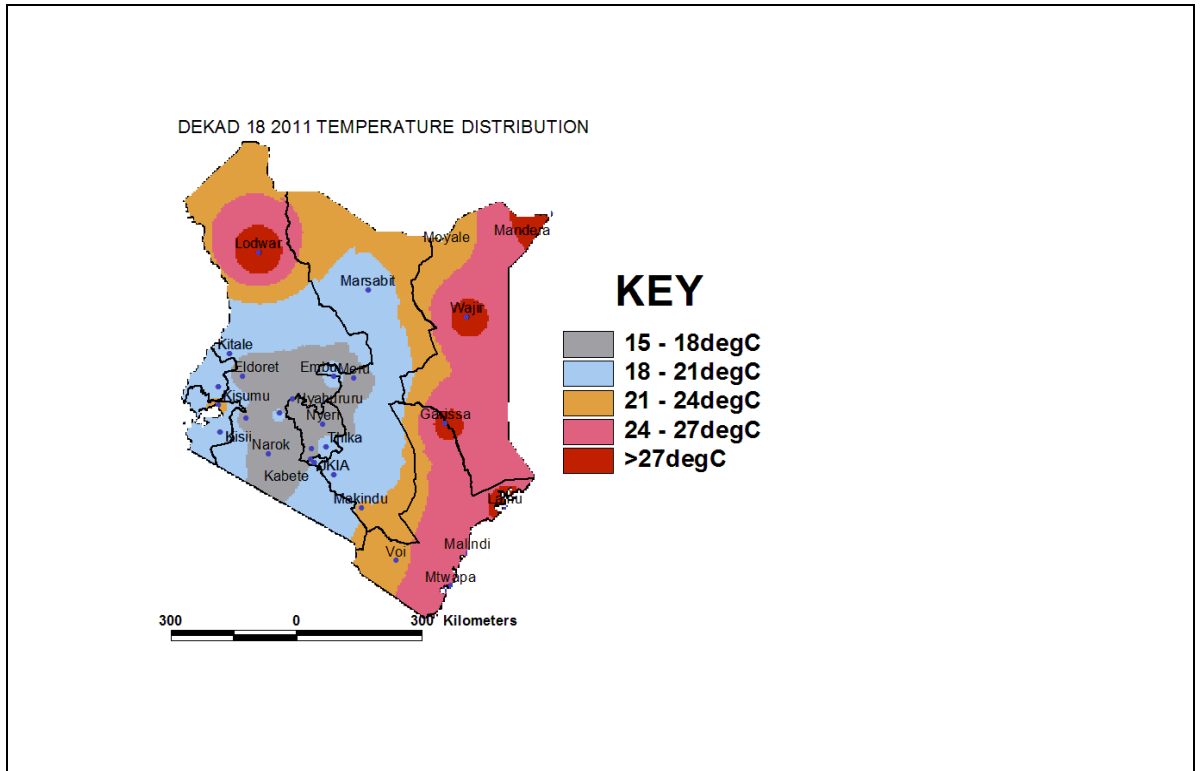 DEKAD 18 2011 TEMPERATURE DISTRIBUTION
Moyale
Mandera
Lodwar
Marsabit
Wajir
KEY
15 - 18degC
18 - 21degC
21 - 24degC
24 - 27degC
>27degC
Kitale
Eldoret
Embu
Meru
Kisumu
Nyahururu
Nyeri
Garissa
Kisii
Narok
Thika
Kabete
JKIA
Makindu
Lamu
Voi
Malindi
Mtwapa
300 0 300 Kilometers